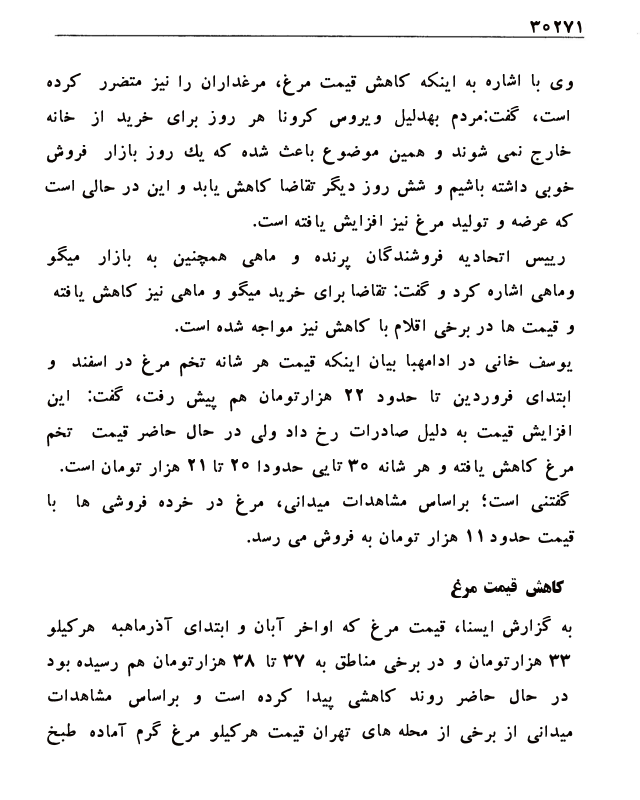 ۳۰۲۷۱
وی با اشاره به اینکه کاهش قیمت مرغ، مرغداران را نیز متضرر کرده
است، گفت:مردم بهدلیل ویروس کرونا هر روز برای خرید از خانه
خارج نمی شوند و همین موضوع باعث شده که یك روز بازار فروش
خوبی داشته باشیم و شش روز دیگر تقاضا کاهش یابد و این در حالی است
که عرضه و تولید مرغ نیز افزایش یافته است.
رییس اتحادیه فروشندگان پرنده و ماهی همچنین به بازار میگو
وماهی اشاره کرد و گفت: تقاضا برای خرید میگو و ماهی نیز کاهش یافته
و قیمت ها در برخی اقلام با کاهش نیز مواجه شده است.
یوسف خانی در ادامهبا بیان اینکه قیمت هر شانه تخم مرغ در اسفند و
ابتدای فروردین تا حدود ۲۲ هزارتومان هم پیش رفت، گفت: این
افزایش قیمت به دلیل صادرات رخ داد ولی در حال حاضر قیمت تخم
مرغ کاهش یافته و هر شانه ۳۰ تایی حدودا ۲۰ تا ۲۱ هزار تومان است.
گفتنی است؛ براساس مشاهدات میدانی، مرغ در خرده فروشی ها با
قیمت حدود ۱۱ هزار تومان به فروش می رسد.
کاهش قیمت مرغ
به گزارش ایسنا، قیمت مرغ که اواخر آبان و ابتدای آذرماهبه هرکیلو
۳۳ هزارتومان و در برخی مناطق به ۳۷ تا ۳۸ هزارتومان هم رسیده بود
در حال حاضر روند کاهشی پیدا کرده است و براساس مشاهدات
میدانی از برخی از محله های تهران قیمت هرکیلو مرغ گرم آماده طبخ